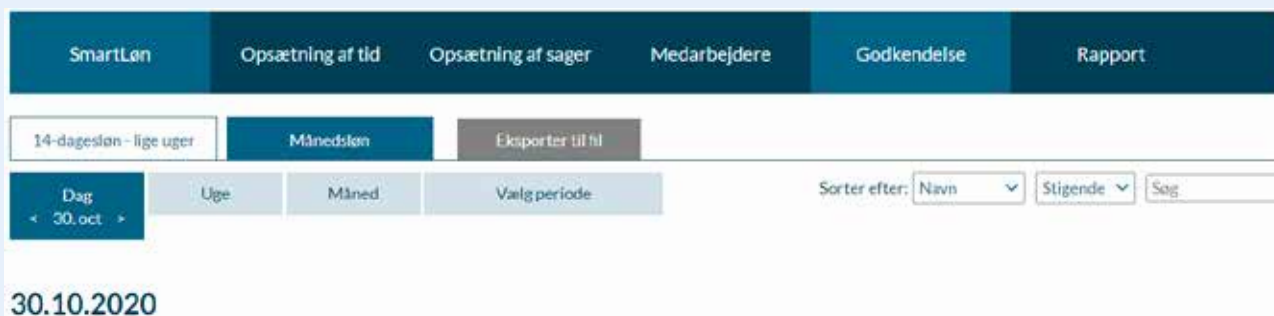 SmartLøn Opsætning af tid Opsætning af sager Medarbejdere Godkendelse Rapport
14-dagesløn - lige uger Månedsløn Eksporter til fil
Dag Uge Måned Vælg periode Sorter efter: Navn Stigende Søg
< 30. oct >
30.10.2020